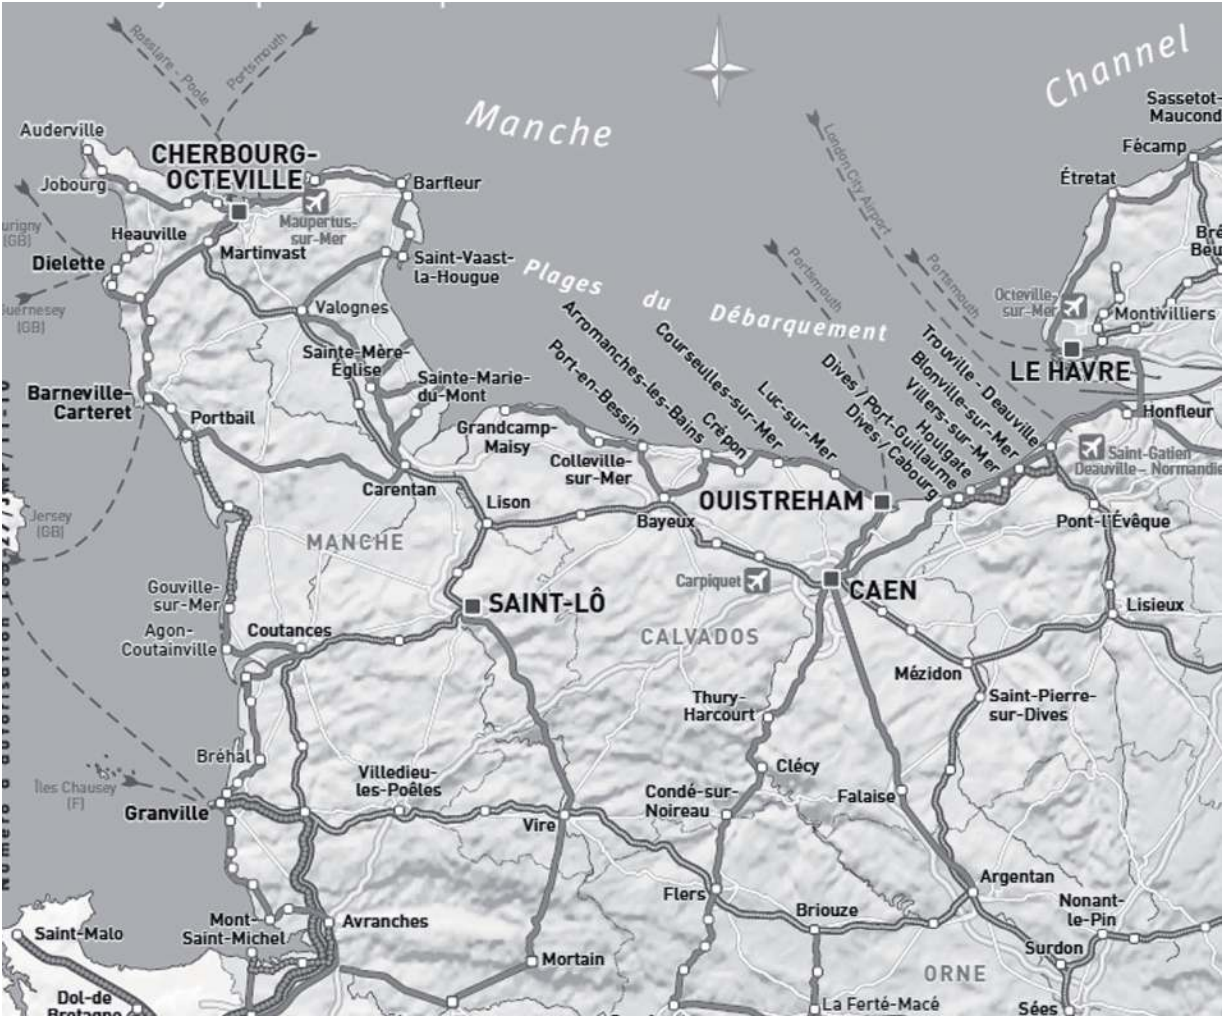 Manche
Channel
Rosslare - Poole
Portsmouth
Auderville
CHERBOURG-
OCTEVILLE
Jobourg
Barfleur
Maupertus-
sur-Mer
Heauville
Martinvast
Dielette
Saint-Vaast-
la-Hougue
Valognes
Sainte-Mère-
Église
Sainte-Marie-
du-Mont
Barneville-
Carteret
Portbail
Carentan
Jersey
(GB)
Plages du Débarquement
London City Airport
Portsmouth
Portsmouth
Sassetot-
Fécamp
Étretat
Octeville-
sur-Mer
Montivilliers
LE HAVRE
Honfleur
Saint-Gatien
Port-en-Bessin
Arromanches-les-Bains
Crépon
Courseulles-sur-Mer
Luc-sur-Mer
Dives / Port-Guillaume
Dives / Cabourg
Houlgate
Villers-sur-Mer
Blonville-sur-Mer
Trouville - Deauville
Grandcamp-
Maisy
Colleville-
sur-Mer
Lison
Bayeux
OUISTREHAM
Pont-l'Évêque
MANCHE
Carpiquet
CAEN
Gouville-
sur-Mer
SAINT-LÔ
CALVADOS
Lisieux
Agon-
Coutainville
Coutances
Mézidon
Saint-Pierre-
sur-Dives
Thury-
Harcourt
Bréhal
Villedieu-
les-Poêles
Clécy
Îles Chausey
(F)
Granville
Vire
Condé-sur-
Noireau
Falaise
Flers
Argentan
Briouze
Nonant-
le-Pin
Mont-
Saint-Michel
Avranches
Saint-Malo
Mortain
Surdon
ORNE
Dol-de
La Ferté-Macé
Sées